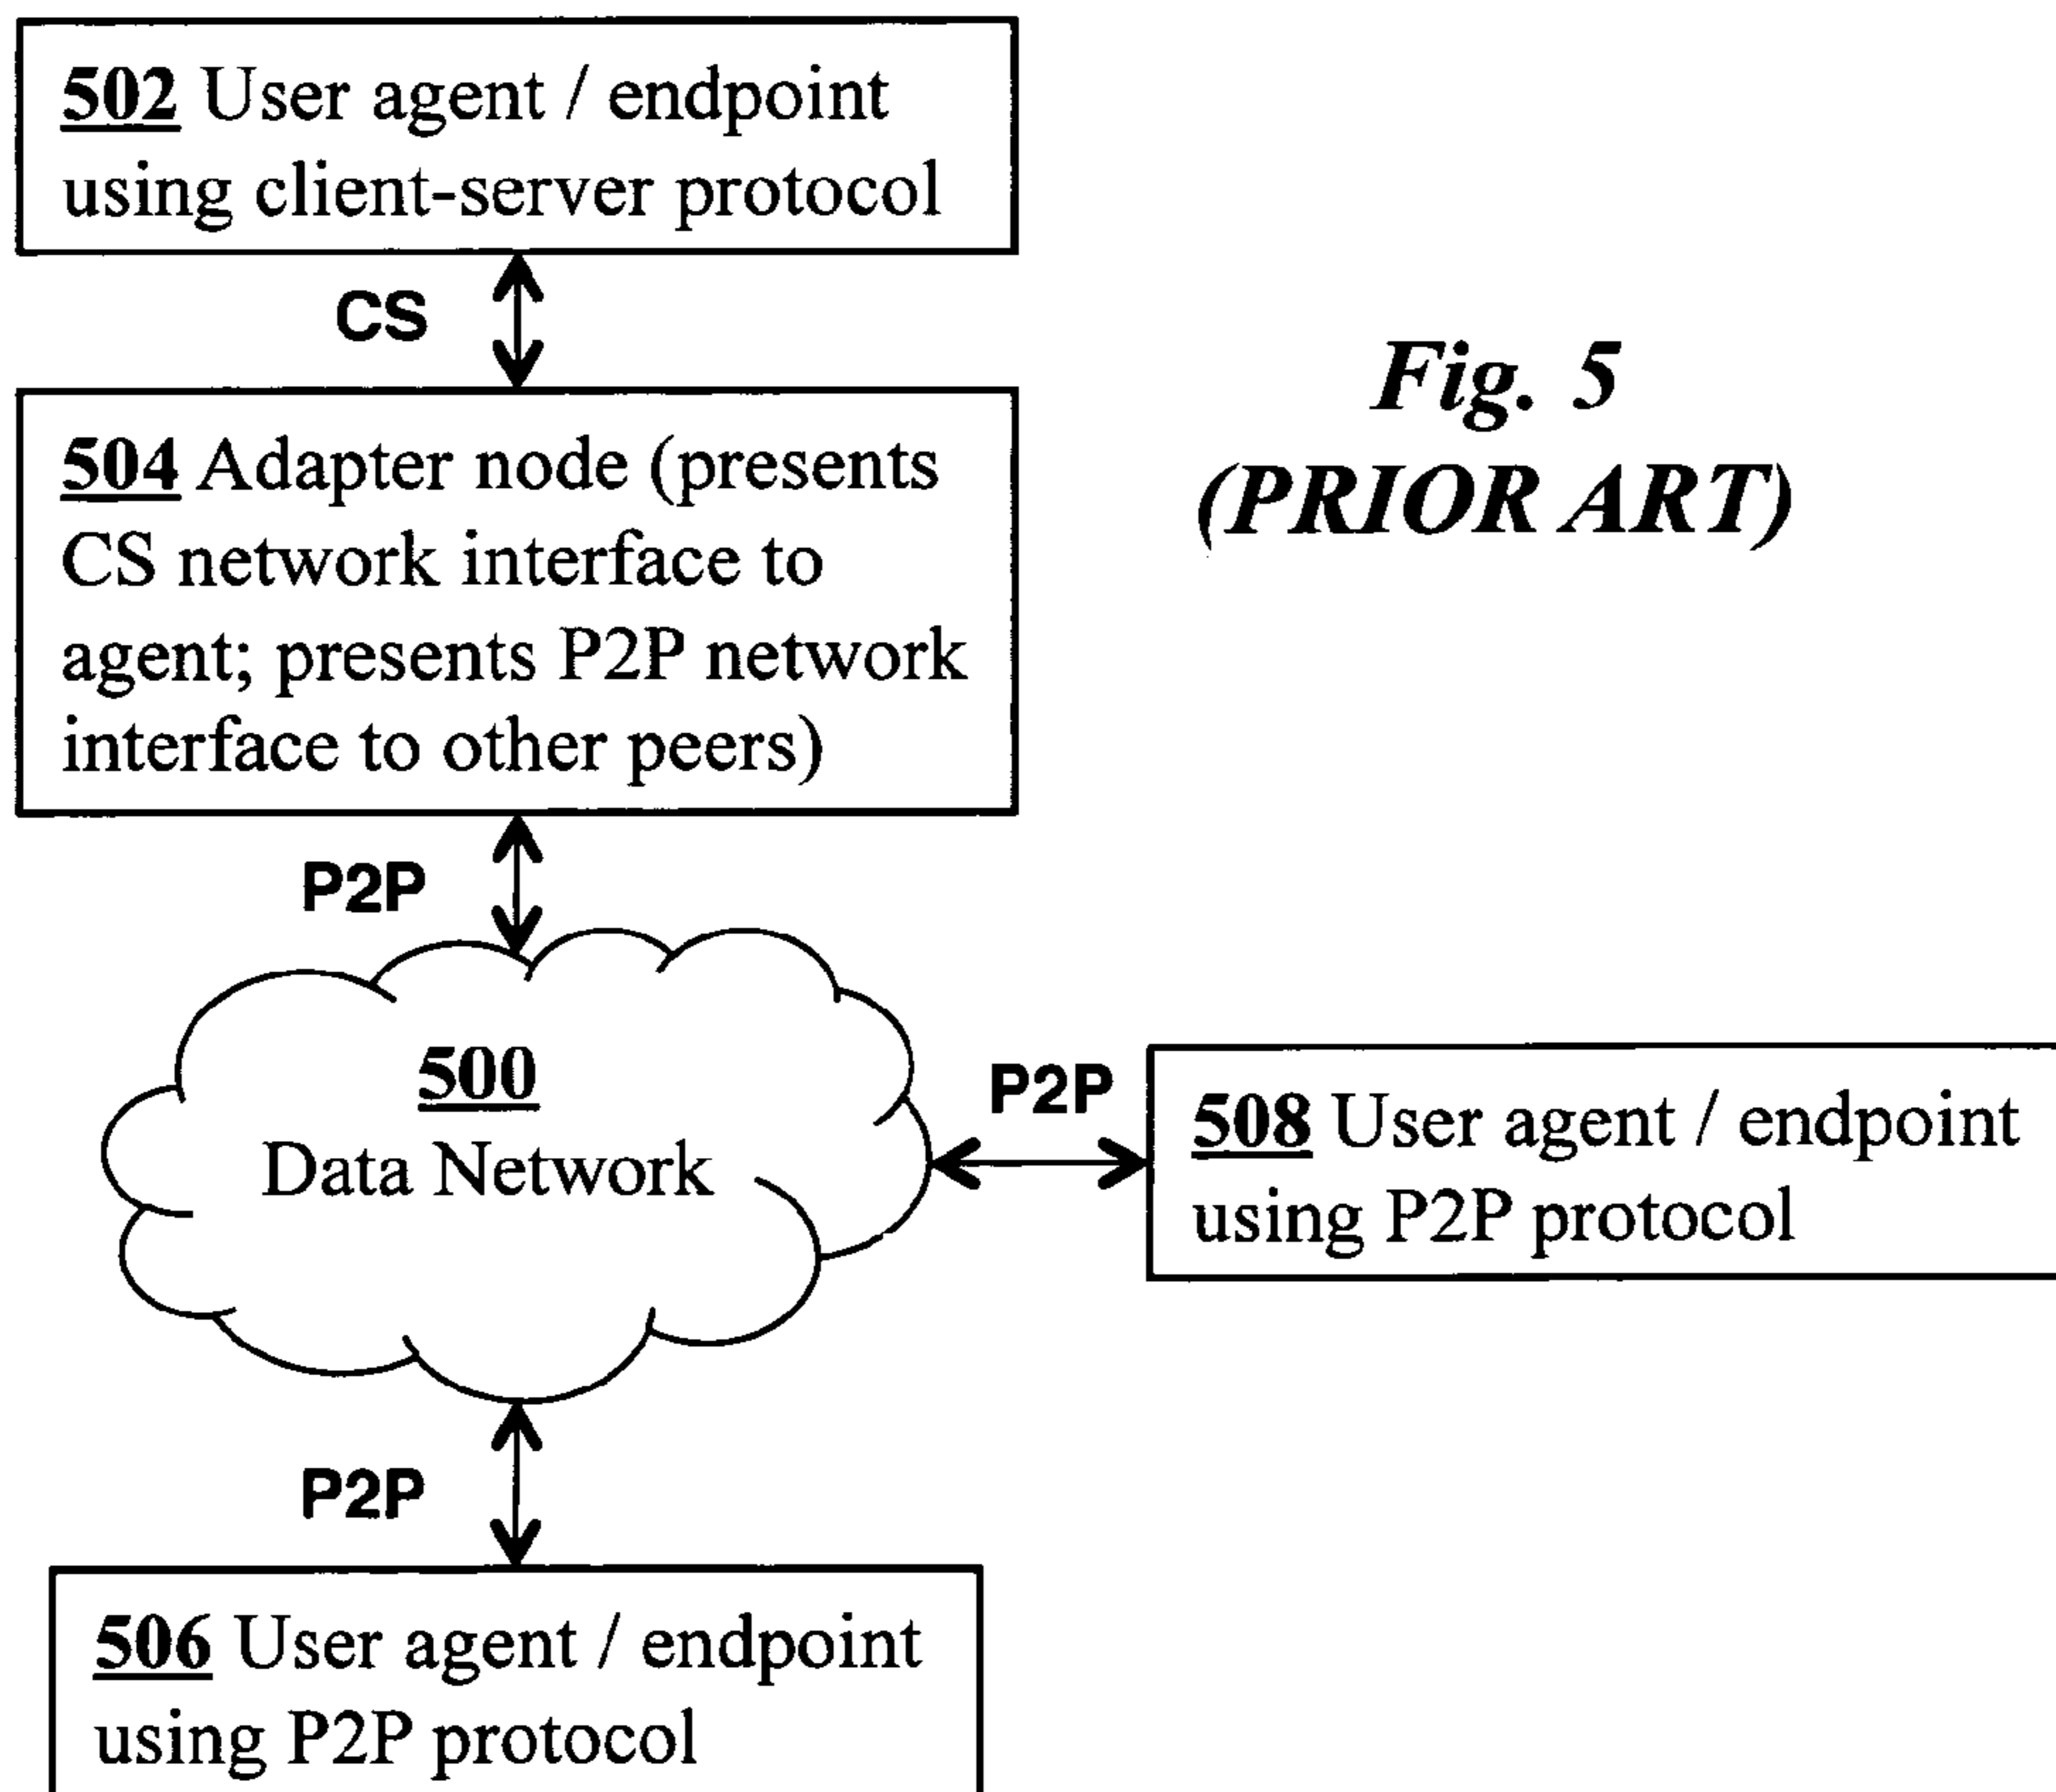 502 User agent / endpoint
using client-server protocol
CS
504 Adapter node (presents
CS network interface to
agent; presents P2P network
interface to other peers)
Fig. 5
(PRIOR ART)
P2P
500
Data Network
P2P
508 User agent / endpoint
using P2P protocol
P2P
506 User agent / endpoint
using P2P protocol